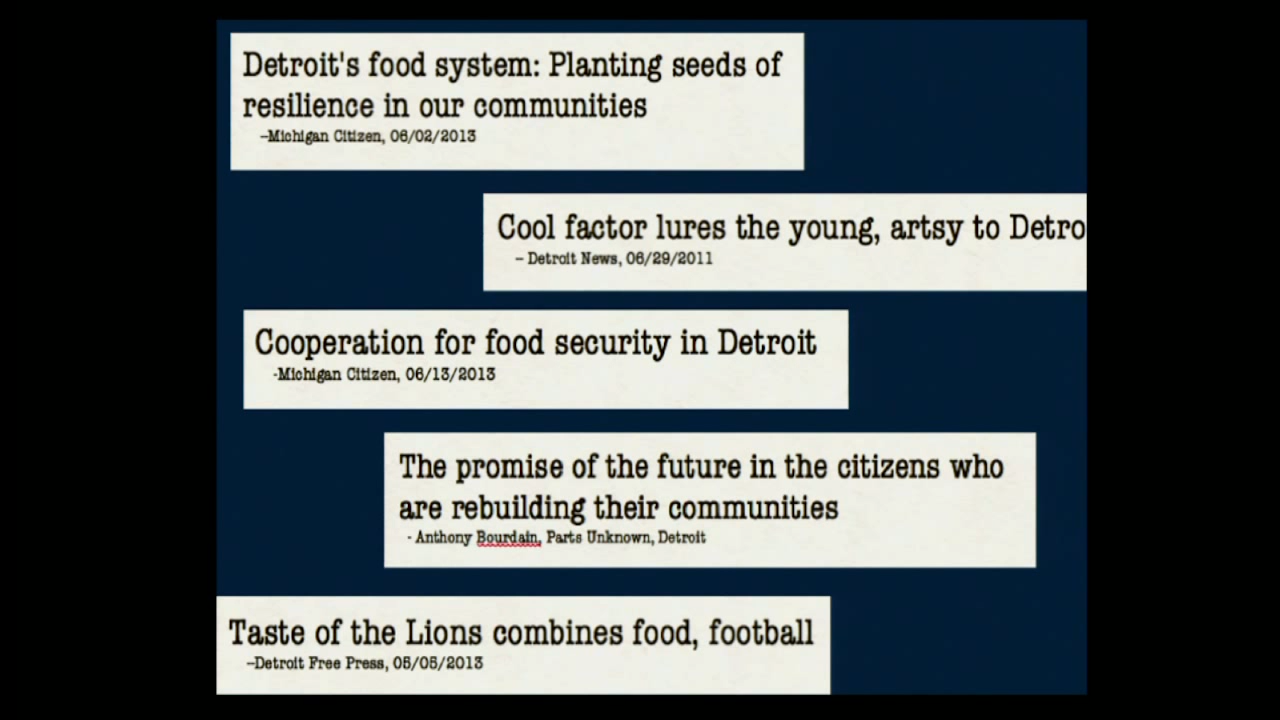 Detroit's food system: Planting seeds of
resilience in our communities
–Michigan Citizen, 06/02/2013
Cool factor lures the young, artsy to Detro
– Detroit News, 06/29/2011
Cooperation for food security in Detroit
-Michigan Citizen, 06/13/2013
The promise of the future in the citizens who
are rebuilding their communities
- Anthony Bourdain, Parts Unknown, Detroit
Taste of the Lions combines food, football
–Detroit Free Press, 05/05/2013